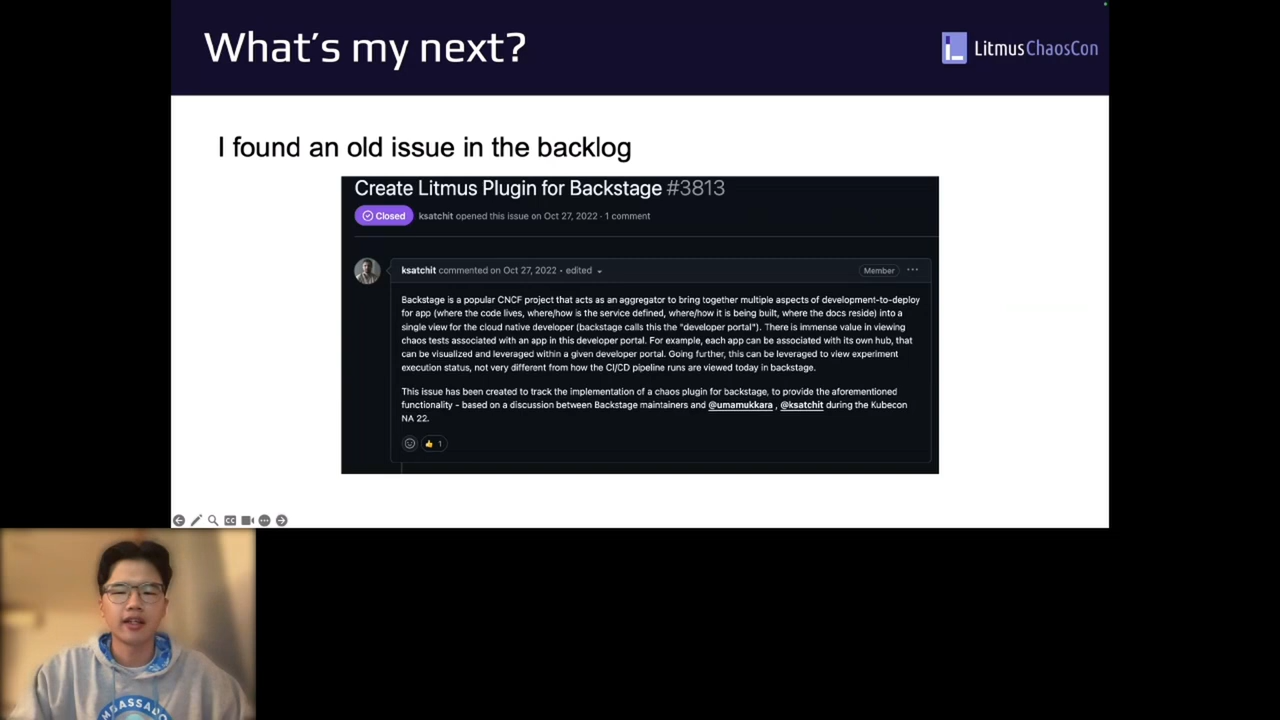 What's my next?
LitmusChaosCon
I found an old issue in the backlog
Create Litmus Plugin for Backstage #3813
Closed ksatchit opened this issue on Oct 27, 2022 · 1 comment
ksatchit commented on Oct 27, 2022 • edited
Member
Backstage is a popular CNCF project that acts as an aggregator to bring together multiple aspects of development-to-deploy
for app (where the code lives, where/how is the service defined, where/how it is being built, where the docs reside) into a
single view for the cloud native developer (backstage calls this the "developer portal"). There is immense value in viewing
chaos tests associated with an app in this developer portal. For example, each app can be associated with its own hub, that
can be visualized and leveraged within a given developer portal. Going further, this can be leveraged to view experiment
execution status, not very different from how the CI/CD pipeline runs are viewed today in backstage.
This issue has been created to track the implementation of a chaos plugin for backstage, to provide the aforementioned
functionality - based on a discussion between Backstage maintainers and @umamukkara , @ksatchit during the Kubecon
NA 22.
1
CC